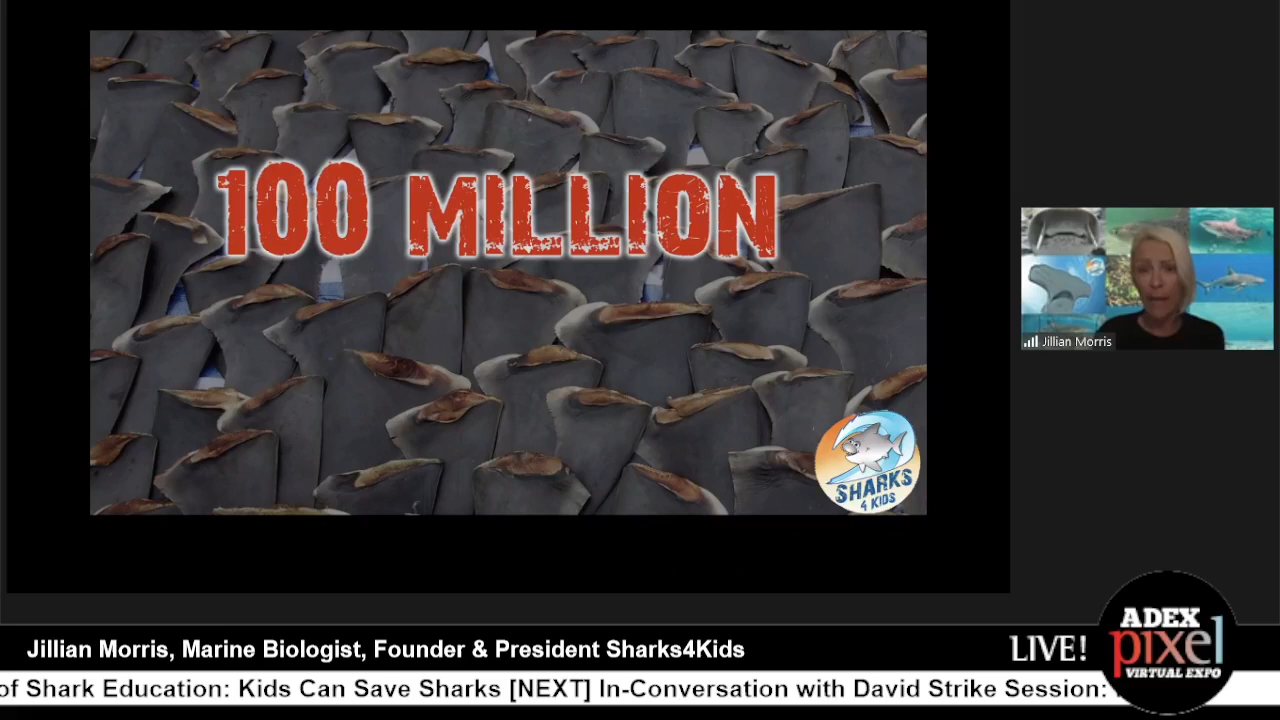 100 MILLION
SHARKS
4 KIDS
Jillian Morris
Jillian Morris, Marine Biologist, Founder & President Sharks4Kids
LIVE!
ADEX
pixel
VIRTUAL EXPO
of Shark Education: Kids Can Save Sharks [NEXT] In-Conversation with David Strike Session: